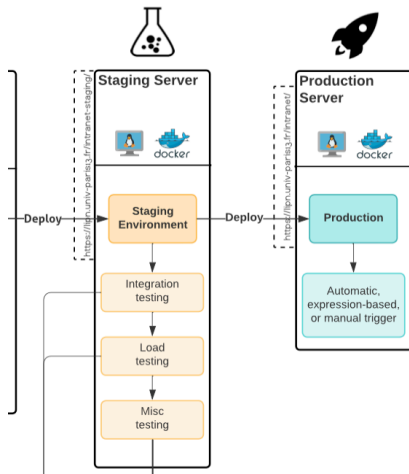 Staging Server
https://lipn.univ-paris13.fr/intranet-staging/
docker
Deploy
Staging
Environment
Integration
testing
Load
testing
Misc
testing
Deploy
Production
Server
https://lipn.univ-paris13.fr/intranet/
docker
Production
Automatic,
expression-based,
or manual trigger